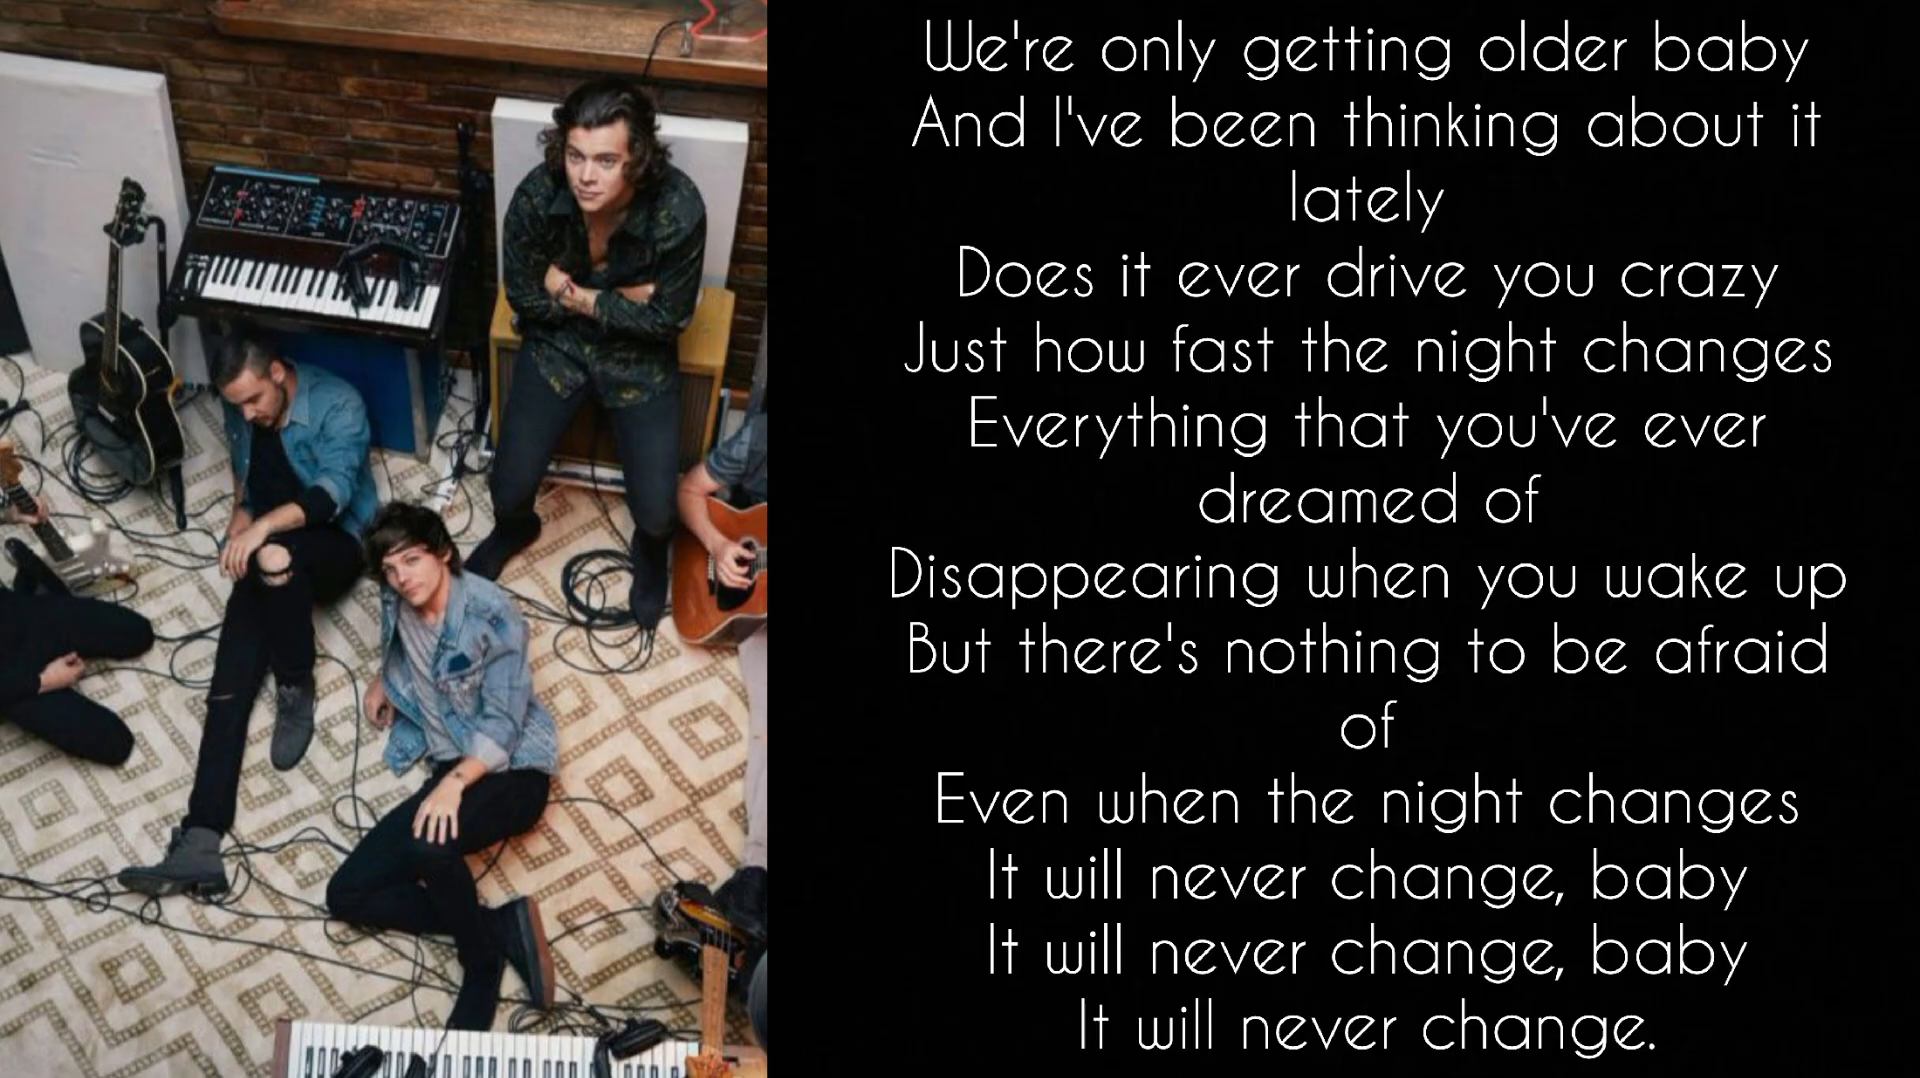 We're only getting older baby
And I've been thinking about it
lately
Does it ever drive you crazy
Just how fast the night changes
Everything that you've ever
dreamed of
Disappearing when you wake up
But there's nothing to be afraid
of
Even when the night changes
It will never change, baby
It will never change, baby
It will never change.